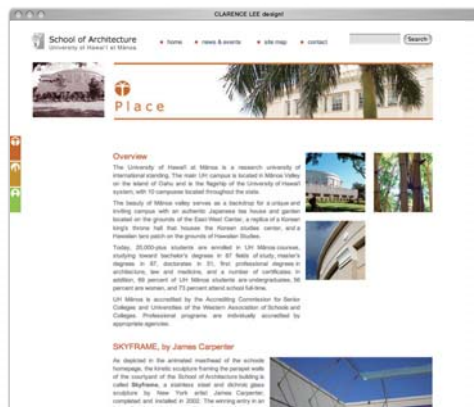 CLARENCE LEE design!
School of Architecture
University of Hawai'i at Mānoa
home
news & events
site map
contact
Search
Place
Overview
The University of Hawai'i at Mānoa is a research university of
international standing. The main UH campus is located in Mānoa Valley
on the island of Oahu and is the flagship of the University of Hawai'i
system, with 10 campuses located throughout the state.
The beauty of Mānoa valley serves as a backdrop for a unique and
inviting campus with an authentic Japanese tea house and garden
located on the grounds of the East-West Center, a replica of a Korean
king's throne hall that houses the Korean studies center, and a
Hawaiian taro patch on the grounds of Hawaiian Studies.
Today, 20,000-plus students are enrolled in UH Mānoa courses,
studying toward bachelor's degrees in 87 fields of study, master's
degrees in 87, doctorates in 51, first professional degrees in
architecture, law and medicine, and a number of certificates. In
addition, 69 percent of UH Mānoa students are undergraduates, 56
percent are women, and 73 percent attend school full-time.
UH Mānoa is accredited by the Accrediting Commission for Senior
Colleges and Universities of the Western Association of Schools and
Colleges. Professional programs are individually accredited by
appropriate agencies.
SKYFRAME, by James Carpenter
As depicted in the animated masthead of the schools
homepage, the kinetic sculpture framing the parapet walls
of the courtyard of the School of Architecture building is
called Skyframe, a stainless steel and dichroic glass
sculpture by New York artist James Carpenter,
completed and installed in 2002. The winning entry in an